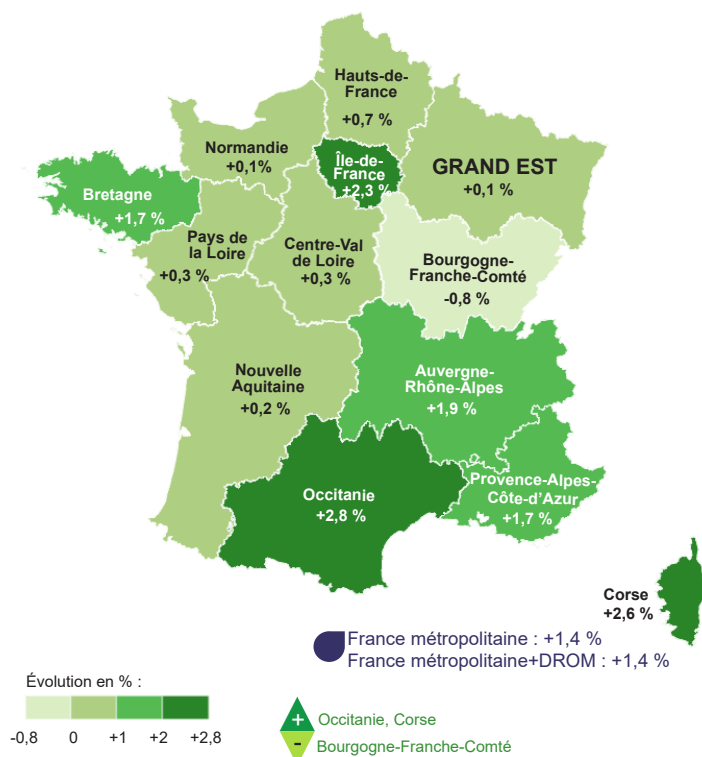 Hauts-de-
France
+0,7 %
Normandie
+0,1%
Île-de-
France
+2,3 %
GRAND EST
+0,1 %
Bretagne
+1,7 %
Pays de
la Loire
+0,3 %
Centre-Val
de Loire
+0,3 %
Bourgogne-
Franche-Comté
-0,8 %
Nouvelle
Aquitaine
+0,2 %
Auvergne-
Rhône-Alpes
+1,9 %
Occitanie
+2,8 %
Provence-Alpes-
Côte-d'Azur
+1,7 %
Corse
+2,6 %
France métropolitaine : +1,4 %
France métropolitaine+DROM : +1,4 %
Évolution en % :
-0,8 0 +1 +2 +2,8
+ Occitanie, Corse
- Bourgogne-Franche-Comté